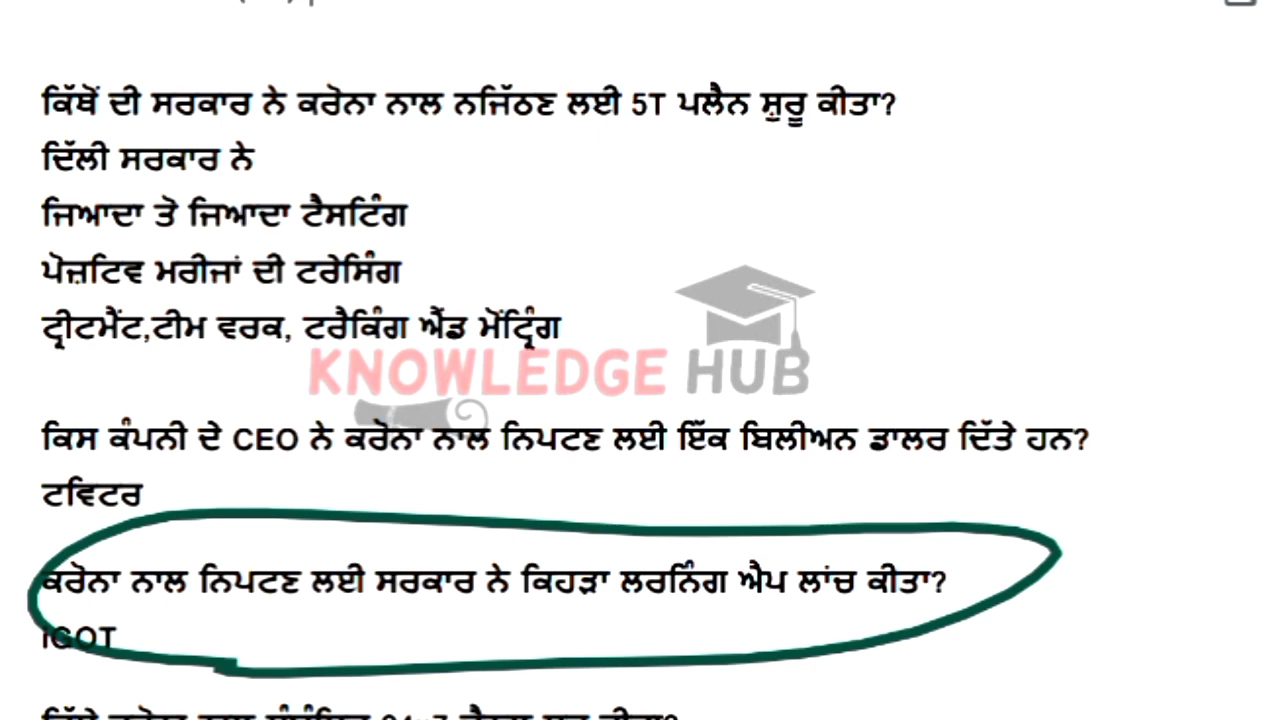 ਕਿੱਥੋਂ ਦੀ ਸਰਕਾਰ ਨੇ ਕਰੋਨਾ ਨਾਲ ਨਜਿੱਠਣ ਲਈ 5T ਪਲੈਨ ਸ਼ੁਰੂ ਕੀਤਾ?
ਦਿੱਲੀ ਸਰਕਾਰ ਨੇ
ਜਿਆਦਾ ਤੋ ਜਿਆਦਾ ਟੈਸਟਿੰਗ
ਪੋਜ਼ਟਿਵ ਮਰੀਜਾਂ ਦੀ ਟਰੇਸਿੰਗ
ਟ੍ਰੀਟਮੈਂਟ,ਟੀਮ ਵਰਕ, ਟਰੈਕਿੰਗ ਐਂਡ ਮੋਂਟ੍ਰਿੰਗ
KNOWLEDGE HUB
ਕਿਸ ਕੰਪਨੀ ਦੇ CEO ਨੇ ਕਰੋਨਾ ਨਾਲ ਨਿਪਟਣ ਲਈ ਇੱਕ ਬਿਲੀਅਨ ਡਾਲਰ ਦਿੱਤੇ ਹਨ?
ਟਵਿਟਰ
ਕਰੋਨਾ ਨਾਲ ਨਿਪਟਣ ਲਈ ਸਰਕਾਰ ਨੇ ਕਿਹੜਾ ਲਰਨਿੰਗ ਐਪ ਲਾਂਚ ਕੀਤਾ?
iGOT